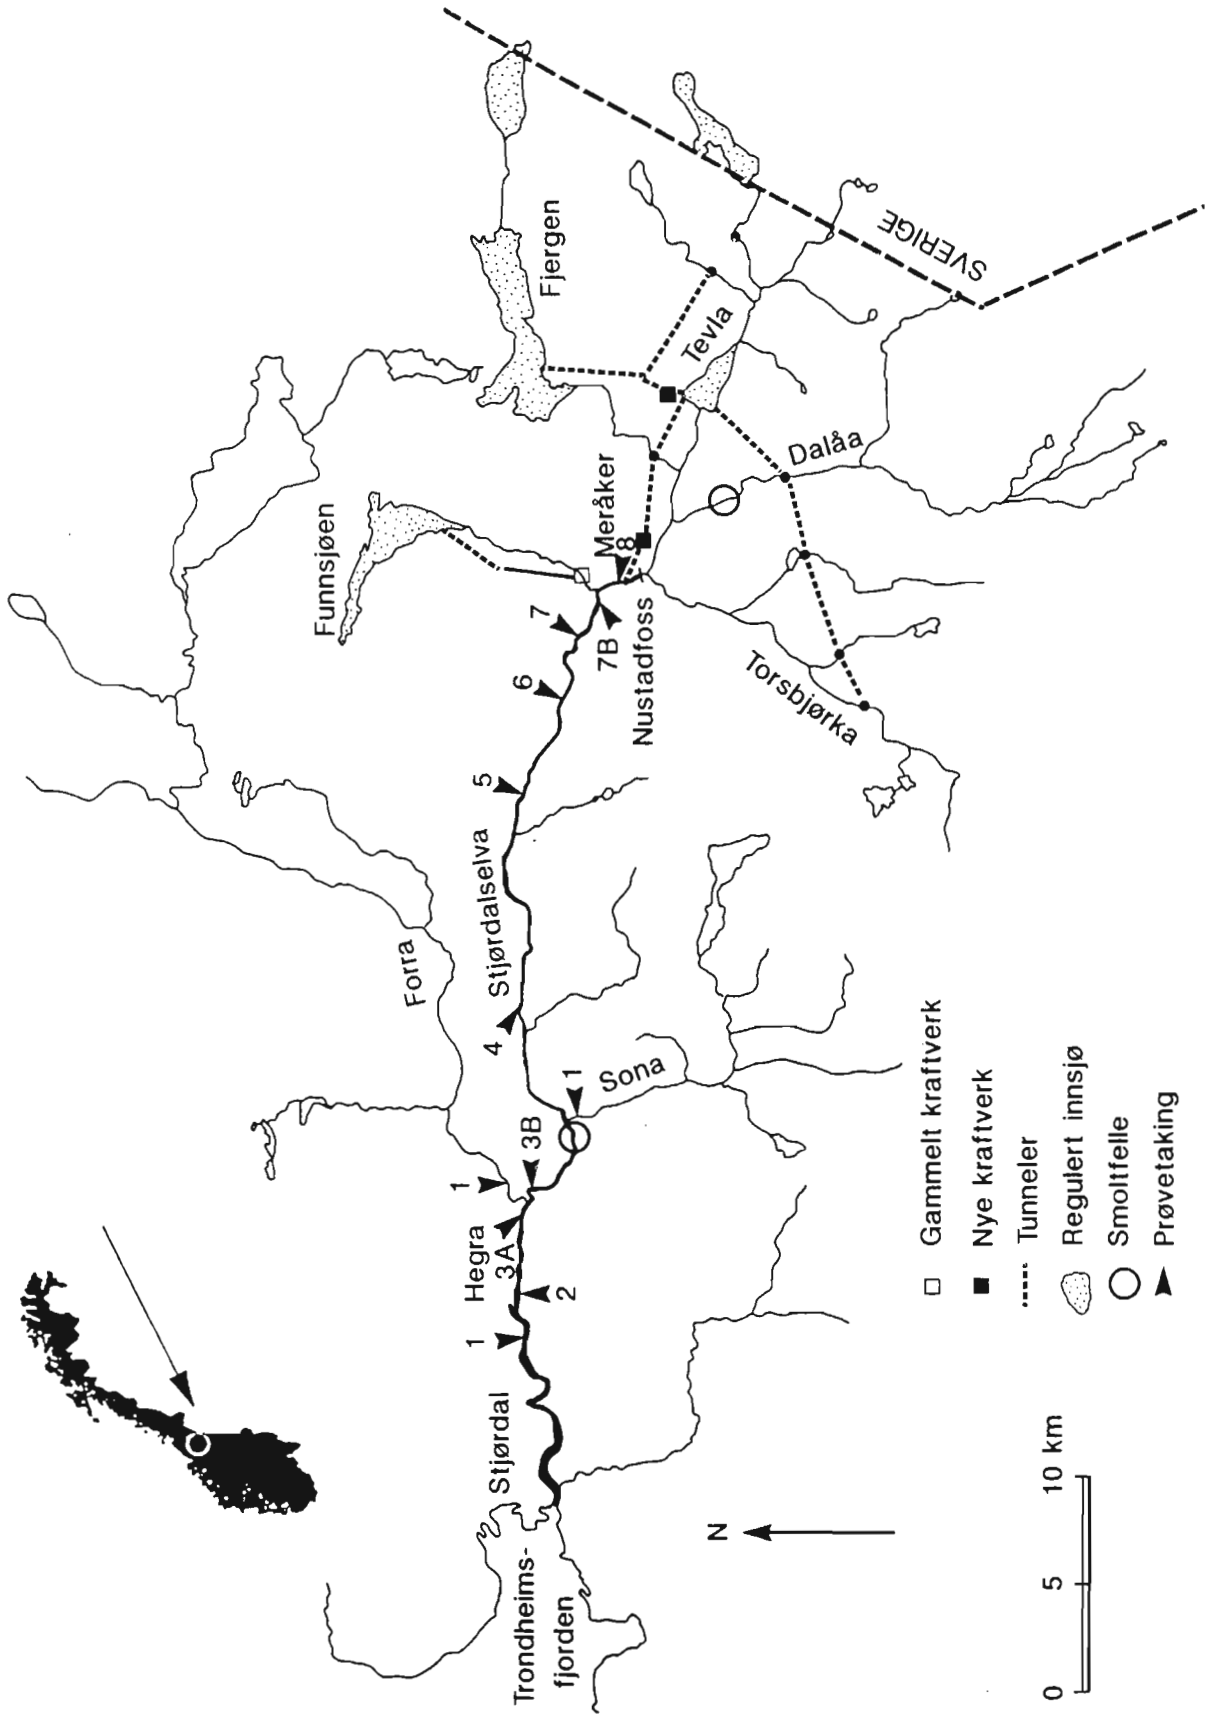 Funnsjøen
Fjergen
SVERIGE
Tevla
Meråker
8
7
7B
Nustadfoss
Dalåa
Torsbjørka
6
5
Stjørdalselva
Forra
4
Sona
1
3B
1
Hegra
3A
2
1
Stjørdal
Trondheims-
fjorden
N
0 5 10 km
Gammelt kraftverk
Nye kraftverk
Tunneler
Regulert innsjø
Smoltfelle
Prøvetaking